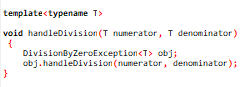 template<typename T>
void handleDivision(T numerator, T denominator)
{
DivisionByZeroException<T> obj;
obj.handleDivision(numerator, denominator);
}